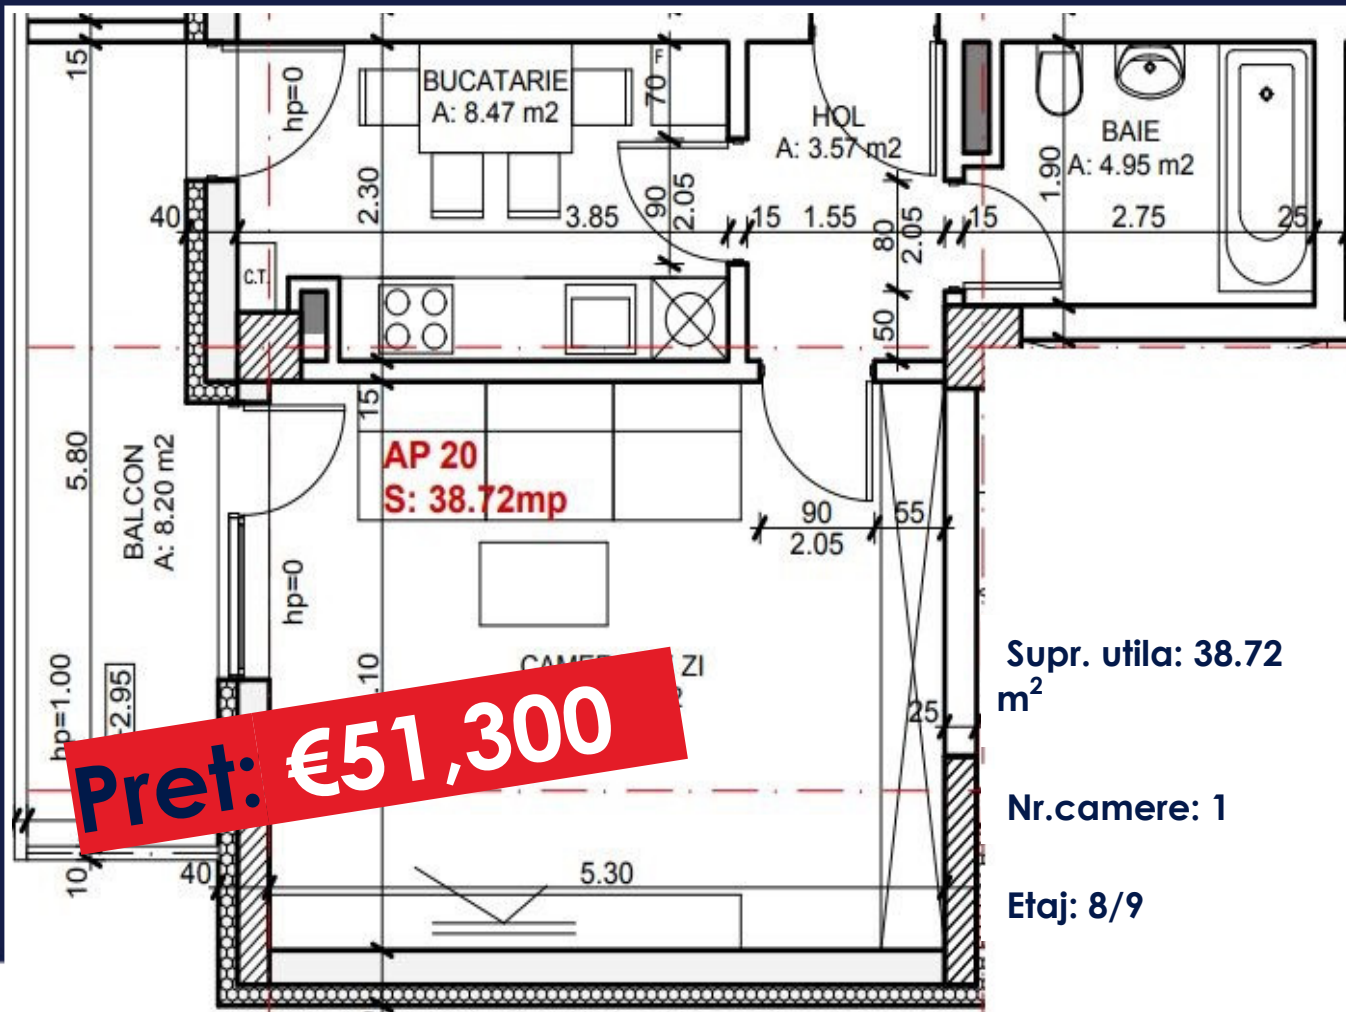 15
hp=0
BUCATARIE
A: 8.47 m2
F
70
HOL
A: 3.57 m2
BAIE
A: 4.95 m2
1.90
40
2.30
3.85
90
2.05
15
1.55
80
2.05
15
2.75
25
C.T.
50
15
AP 20
S: 38.72mp
5.80
BALCON
A: 8.20 m2
90
2.05
55
hp=0
hp=1.00
-2.95
.10
ZI
25
Pret: €51,300
Supr. utila: 38.72
m²
Nr.camere: 1
Etaj: 8/9
10
40
5.30